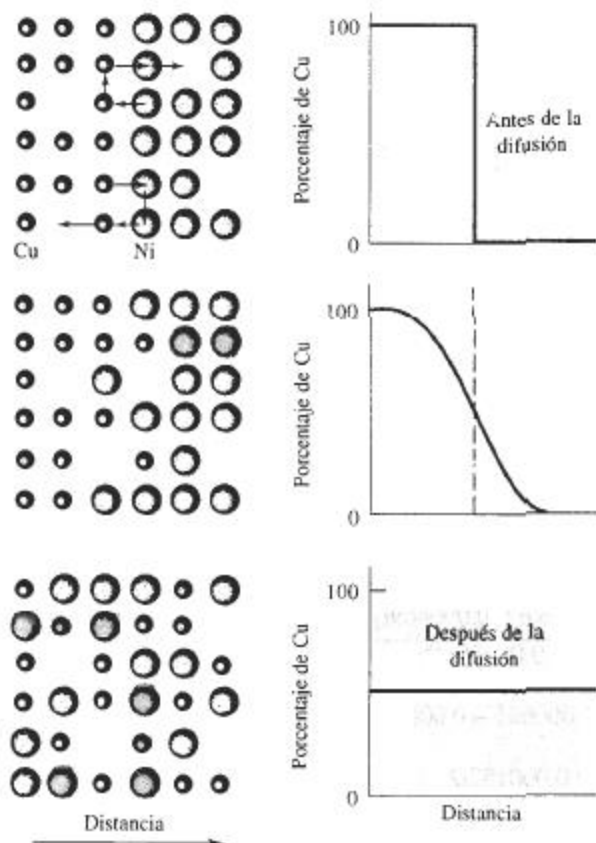 Porcentaje de Cu
100
0
Antes de la
difusión
Cu
Ni
Porcentaje de Cu
100
0
Porcentaje de Cu
100
0
Después de la
difusión
Distancia
Distancia